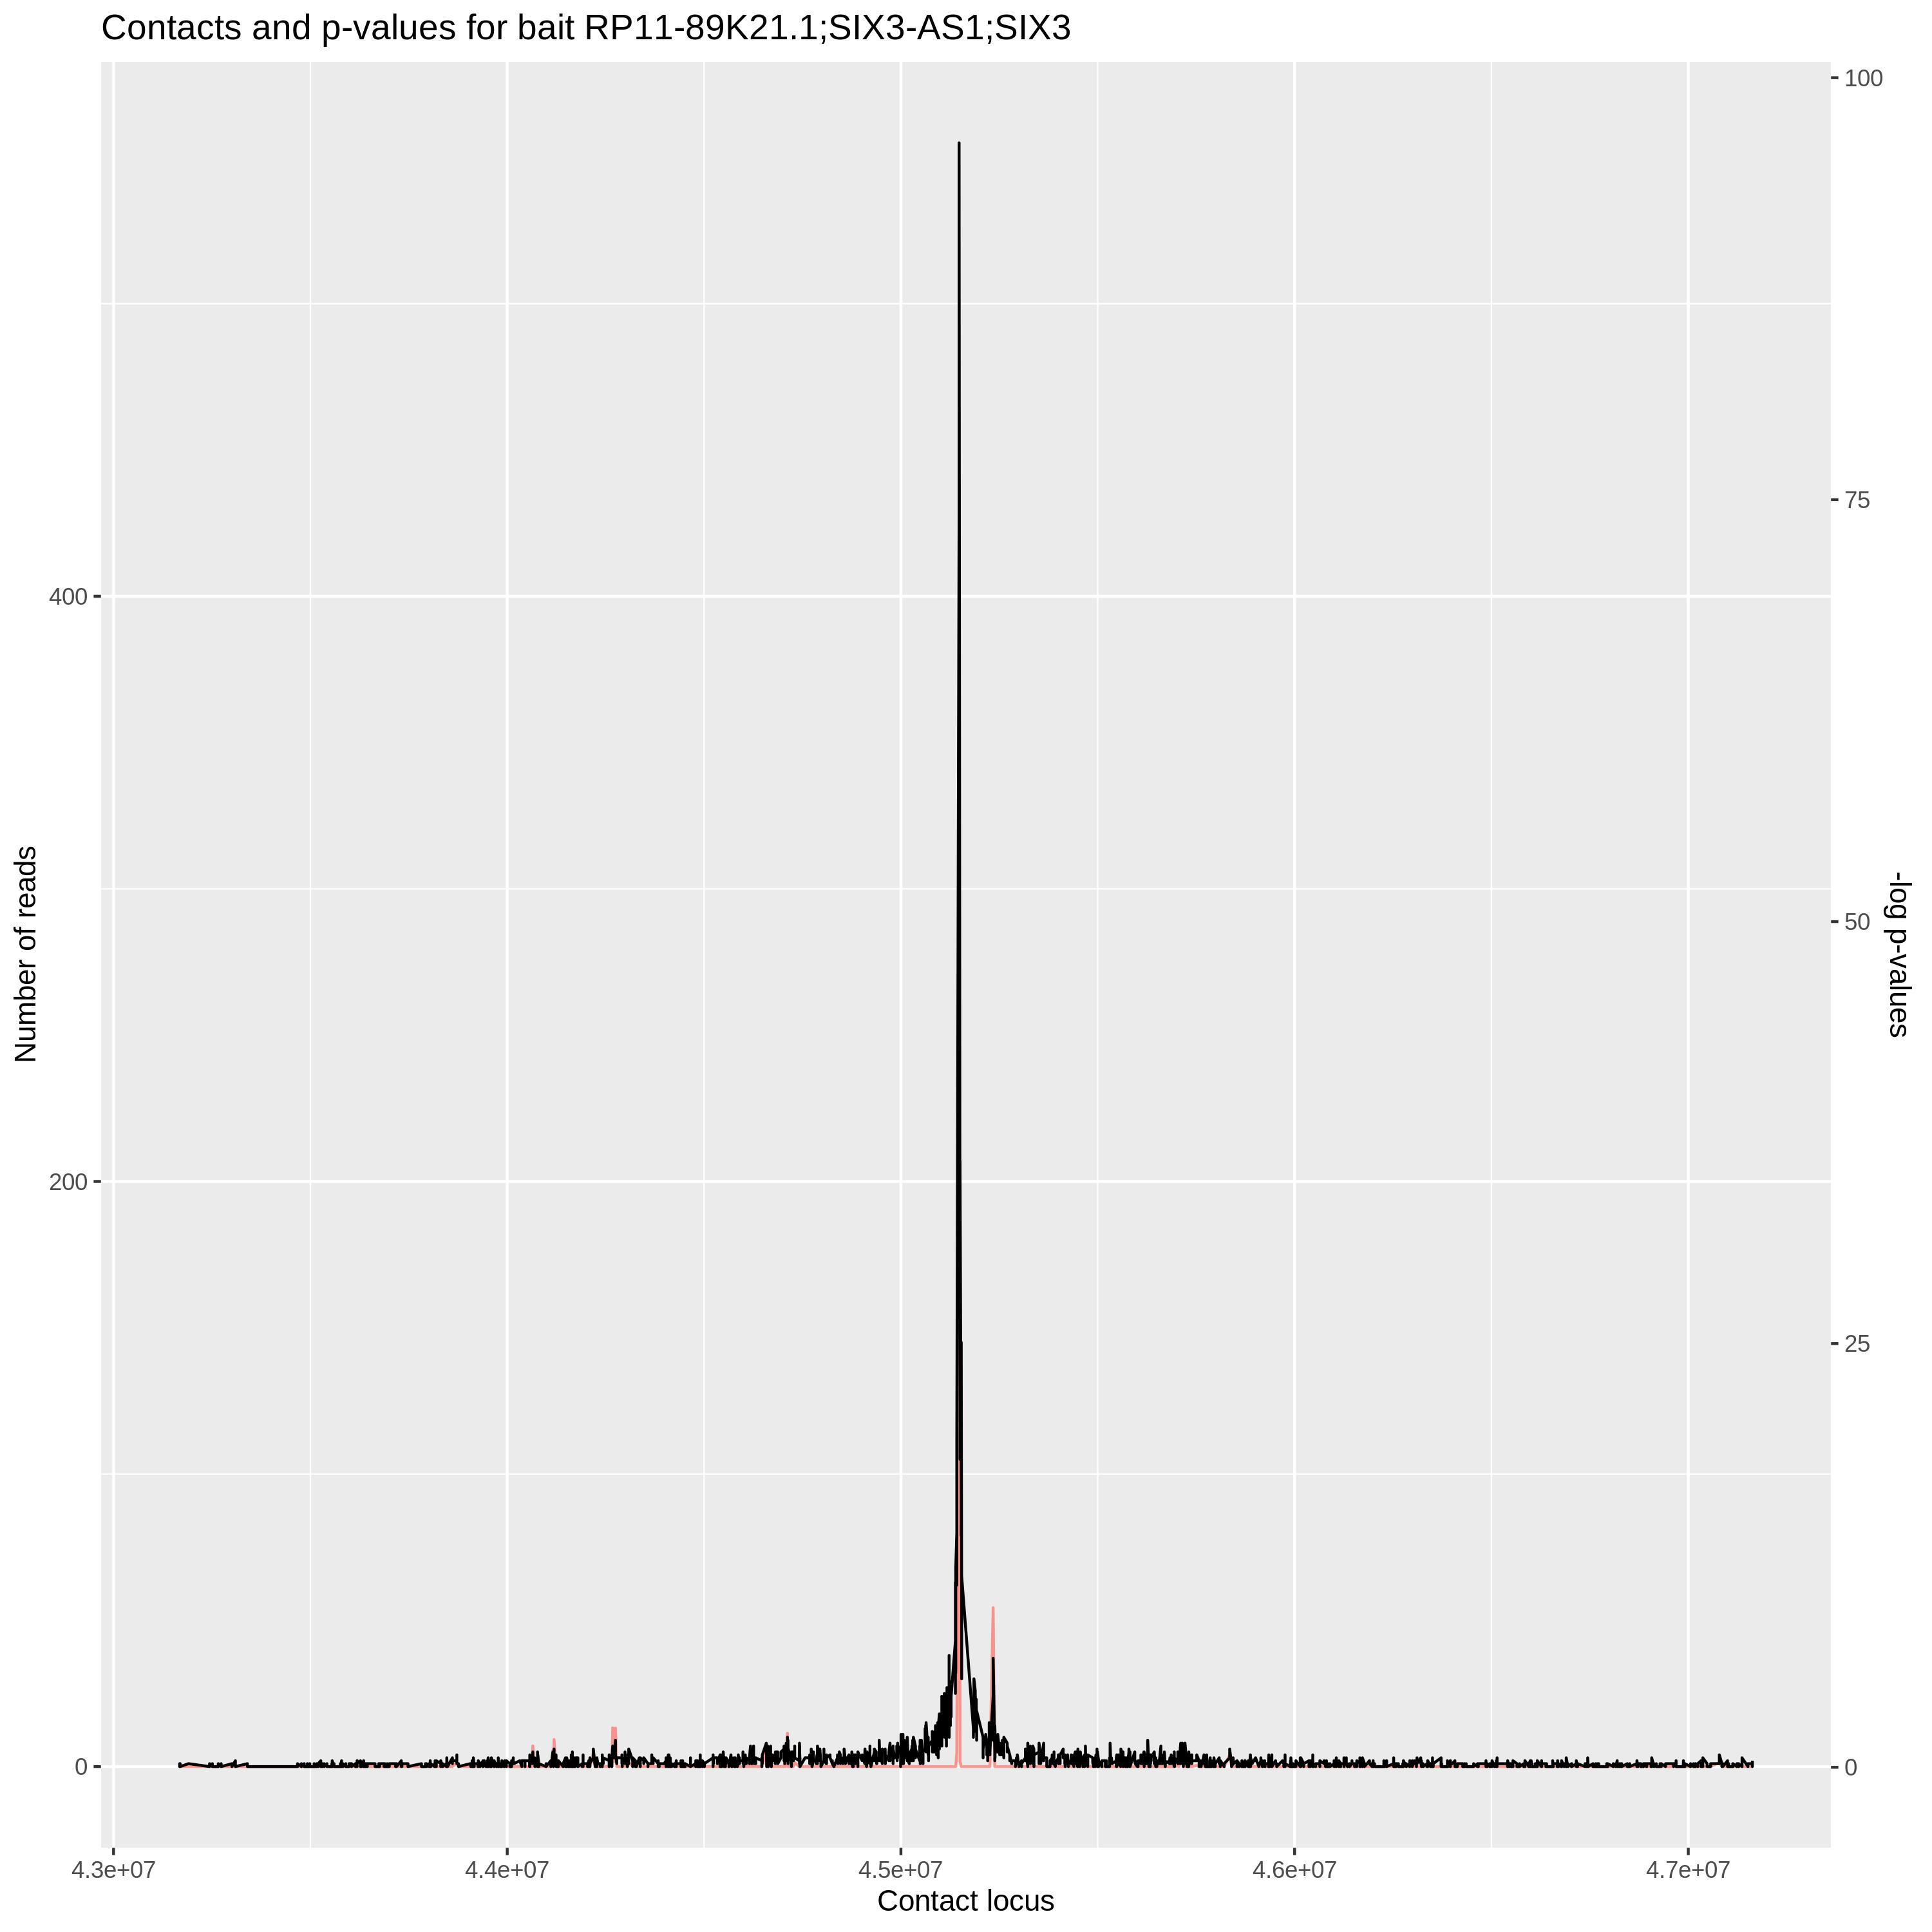 Contacts and p-values for bait RP11-89K21.1;SIX3-AS1;SIX3
100
75
400
50
Number of reads
-log p-values
25
200
0
0
4.3e+07
4.4e+07
4.5e+07
4.6e+07
4.7e+07
Contact locus